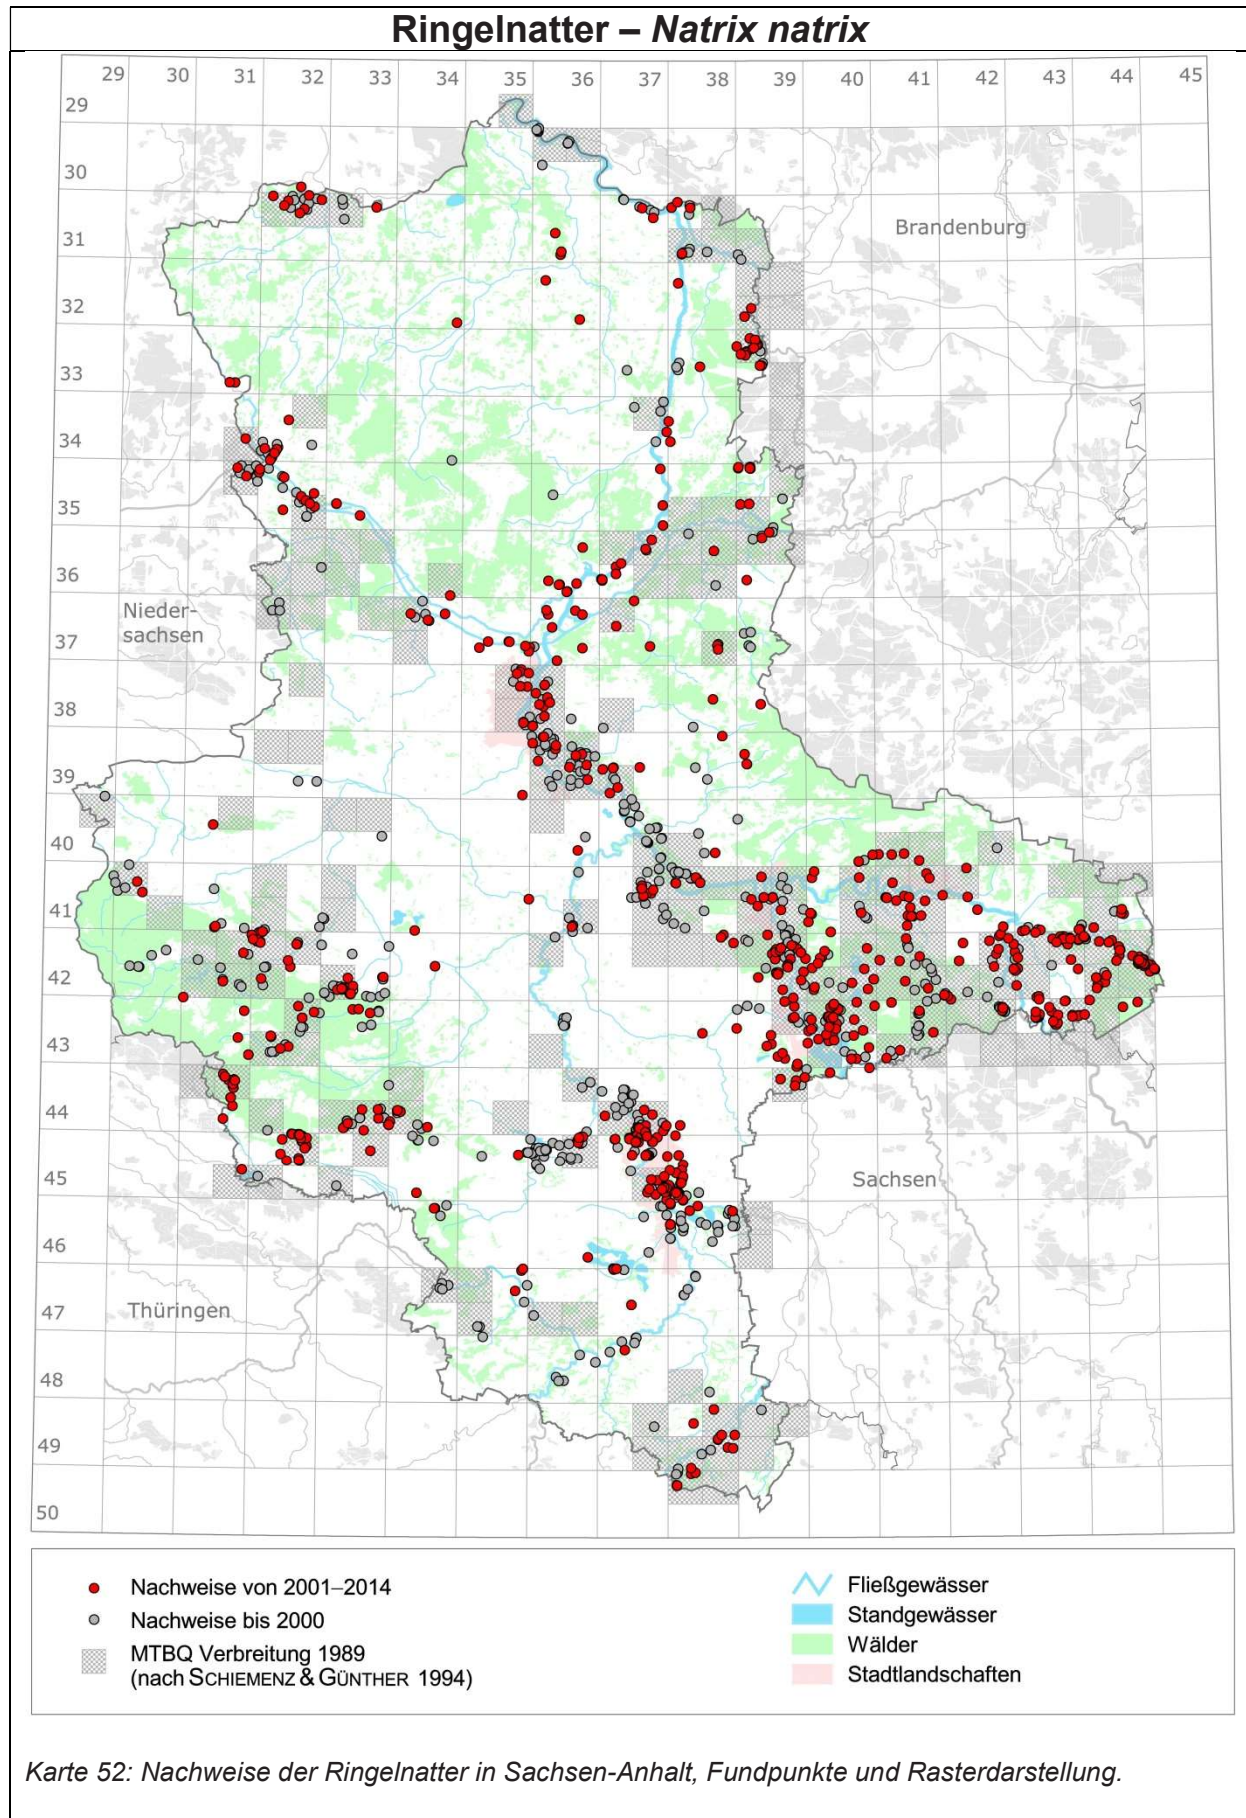 Ringelnatter – Natrix natrix
29 30 31 32 33 34 35 36 37 38 39 40 41 42 43 44 45
29
30
31
32
33
34
35
36
37
38
39
40
41
42
43
44
45
46
47
48
49
50
Brandenburg
Nieder-
sachsen
Sachsen
Thüringen
Nachweise von 2001–2014
Nachweise bis 2000
MTBQ Verbreitung 1989
(nach SCHIEMENZ & GÜNTHER 1994)
Fließgewässer
Standgewässer
Wälder
Stadtlandschaften
Karte 52: Nachweise der Ringelnatter in Sachsen-Anhalt, Fundpunkte und Rasterdarstellung.